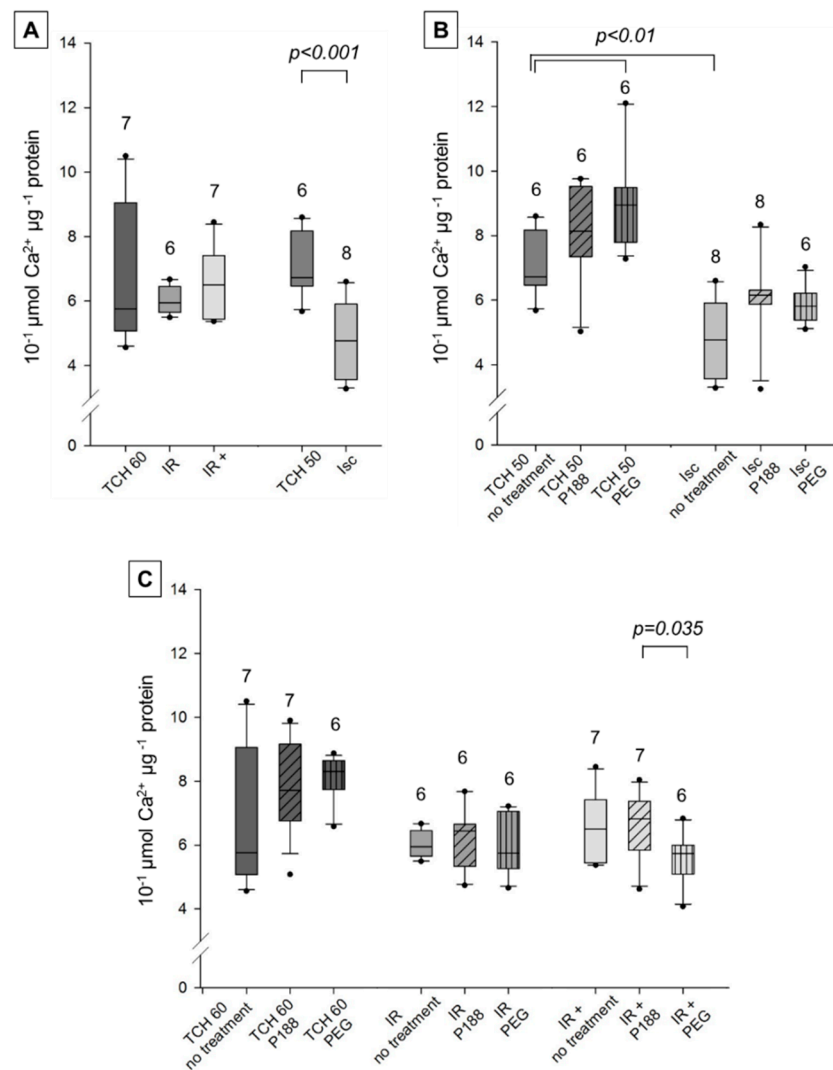 A
14
12
10
8
6
4
0
10⁻¹ µmol Ca²⁺ µg⁻¹ protein
7
6
7
p<0.001
6
8
TCH 60
IR
IR +
TCH 50
Isc
B
14
12
10
8
6
4
0
10⁻¹ µmol Ca²⁺ µg⁻¹ protein
p<0.01
6
6
6
8
8
6
TCH 50
no treatment
TCH 50
P188
TCH 50
PEG
Isc
no treatment
Isc
P188
Isc
PEG
C
14
12
10
8
6
4
0
10⁻¹ µmol Ca²⁺ µg⁻¹ protein
7
7
6
6
6
6
p=0.035
7
7
6
TCH 60
no treatment
TCH 60
P188
TCH 60
PEG
IR
no treatment
IR
P188
IR
PEG
IR +
no treatment
IR +
P188
IR +
PEG